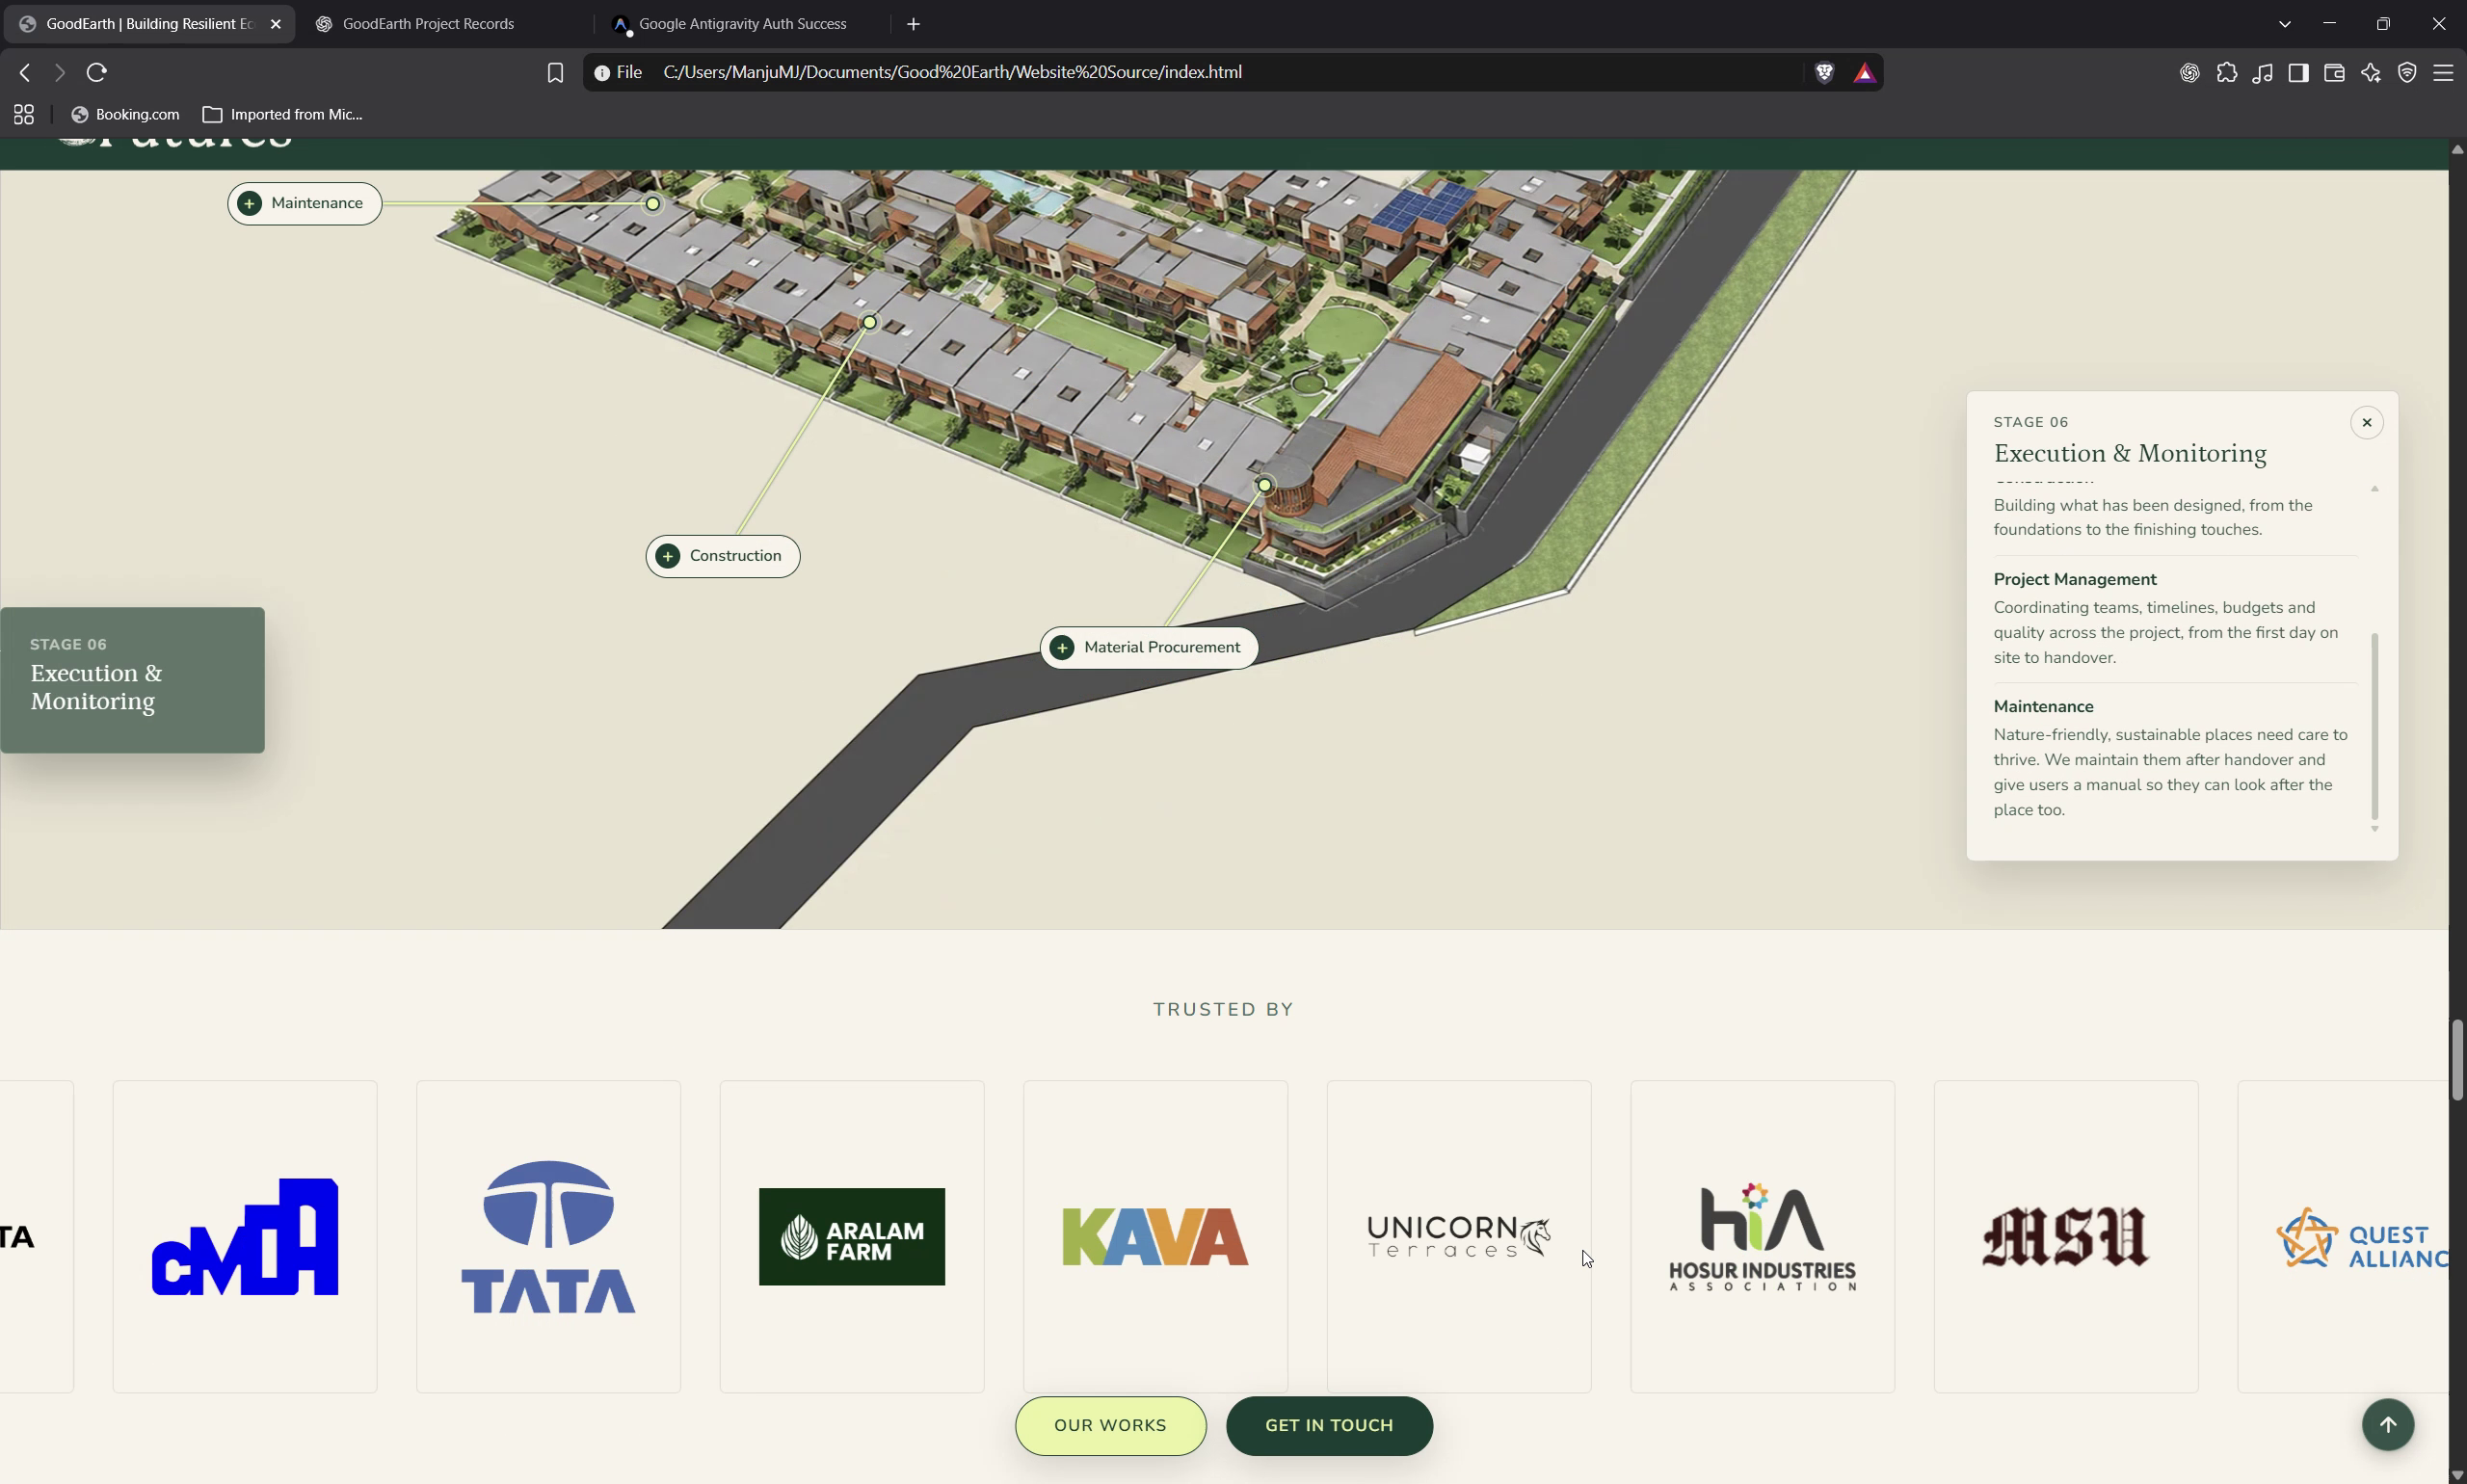 GoodEarth | Building Resilient Ec
GoodEarth Project Records
Google Antigravity Auth Success
File C:/Users/ManjuMJ/Documents/Good%20Earth/Website%20Source/index.html
Booking.com
Imported from Mic...
Futures
Maintenance
Construction
Material Procurement
STAGE 06
Execution &
Monitoring
STAGE 06
Execution & Monitoring
Building what has been designed, from the
foundations to the finishing touches.
Project Management
Coordinating teams, timelines, budgets and
quality across the project, from the first day on
site to handover.
Maintenance
Nature-friendly, sustainable places need care to
thrive. We maintain them after handover and
give users a manual so they can look after the
place too.
TRUSTED BY
TA
CMDA
TATA
ARALAM
FARM
KAVA
UNICORN
Terraces
HiA
HOSUR INDUSTRIES
ASSOCIATION
MSU
QUEST
ALLIANC
OUR WORKS
GET IN TOUCH